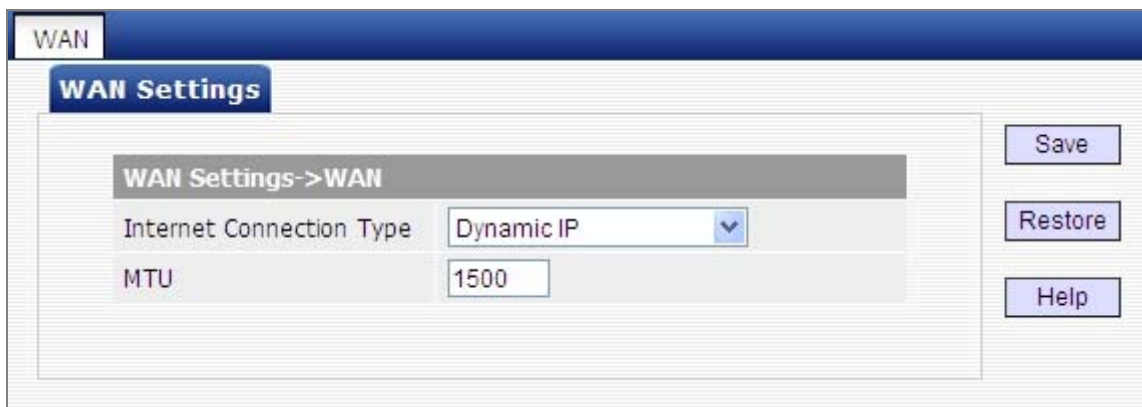 WAN
WAN Settings
WAN Settings->WAN
Internet Connection Type Dynamic IP
MTU 1500
Save
Restore
Help